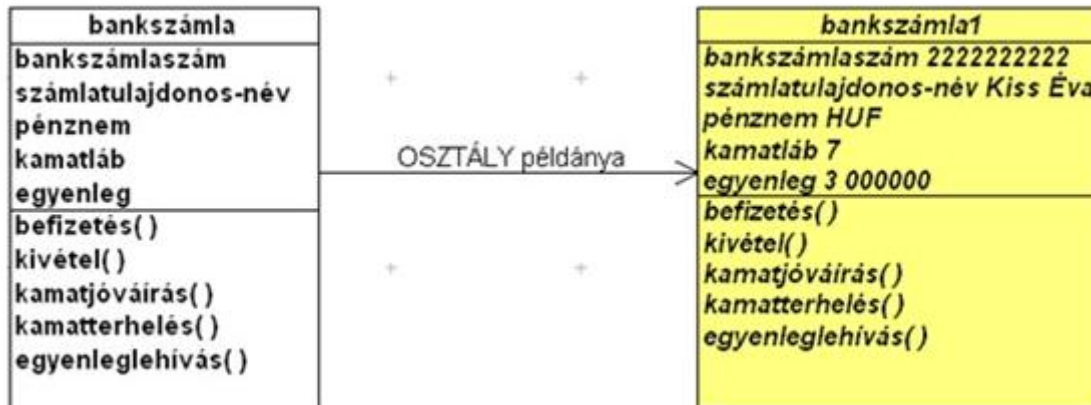 bankszámla
bankszámlaszám
számlatulajdonos-név
pénznem
kamatláb
egyenleg
befizetés( )
kivétel( )
kamatjóváírás( )
kamatterhelés( )
egyenleglehívás( )
OSZTÁLY példánya
bankszámla1
bankszámlaszám 2222222222
számlatulajdonos-név Kiss Éva
pénznem HUF
kamatláb 7
egyenleg 3 000000
befizetés( )
kivétel( )
kamatjóváírás( )
kamatterhelés( )
egyenleglehívás( )